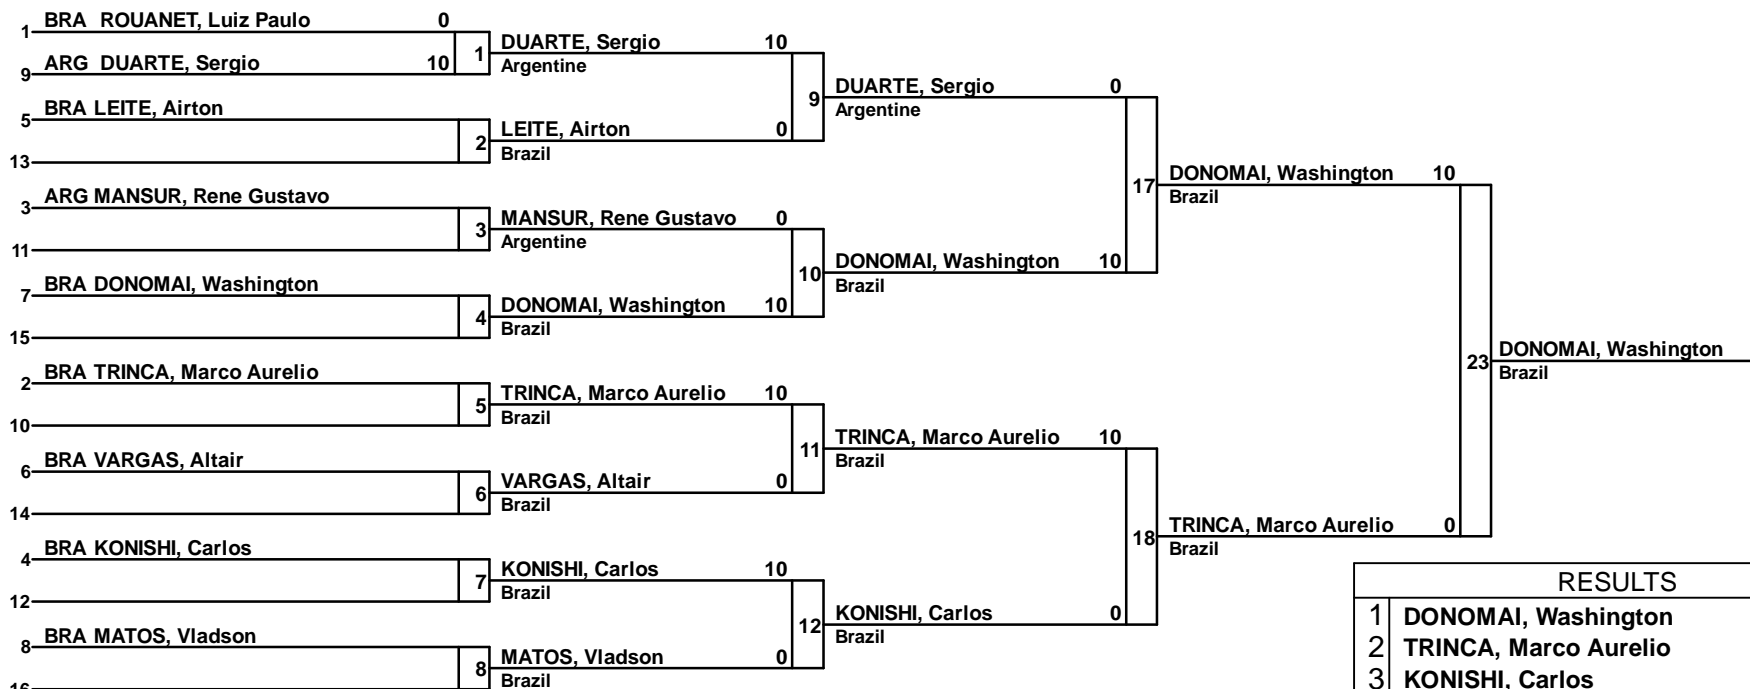 BRA ROUANET, Luiz Paulo 0
1
1
DUARTE, Sergio 10
Argentine
ARG DUARTE, Sergio 10
9
9
DUARTE, Sergio 0
Argentine
BRA LEITE, Airton
5
2
LEITE, Airton 0
Brazil
13
17
DONOMAI, Washington 10
Brazil
ARG MANSUR, Rene Gustavo
3
3
MANSUR, Rene Gustavo 0
Argentine
11
10
DONOMAI, Washington 10
Brazil
BRA DONOMAI, Washington
7
4
DONOMAI, Washington 10
Brazil
15
23
DONOMAI, Washington
Brazil
BRA TRINCA, Marco Aurelio
2
5
TRINCA, Marco Aurelio 10
Brazil
10
11
TRINCA, Marco Aurelio 10
Brazil
BRA VARGAS, Altair
6
6
VARGAS, Altair 0
Brazil
14
18
TRINCA, Marco Aurelio 0
Brazil
BRA KONISHI, Carlos
4
7
KONISHI, Carlos 10
Brazil
12
12
KONISHI, Carlos 0
Brazil
BRA MATOS, Vladson
8
8
MATOS, Vladson 0
Brazil
16
RESULTS
1 DONOMAI, Washington
2 TRINCA, Marco Aurelio
3 KONISHI, Carlos